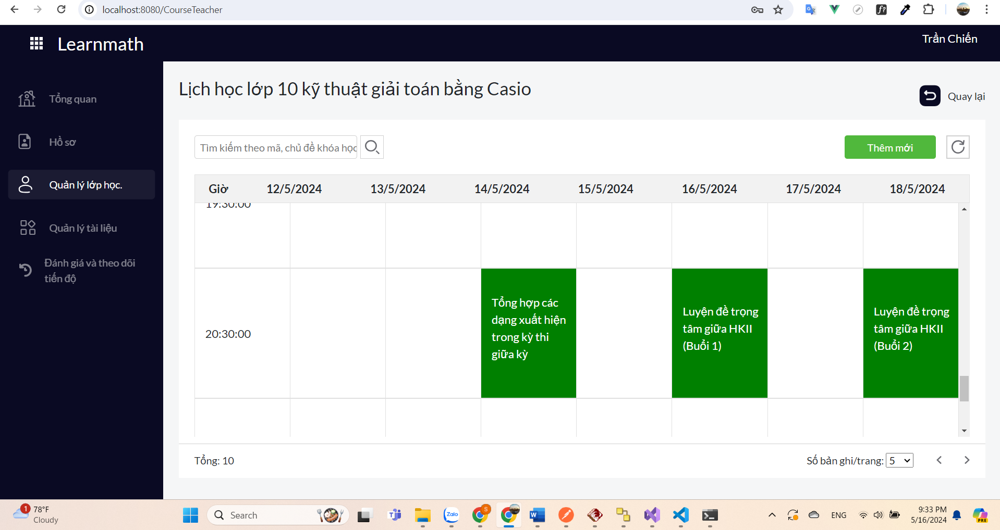 localhost:8080/CourseTeacher
Learnmath
Trần Chiến
Tổng quan
Hồ sơ
Quản lý lớp học.
Quản lý tài liệu
Đánh giá và theo dõi
tiến độ
Lịch học lớp 10 kỹ thuật giải toán bằng Casio
Quay lại
Tìm kiếm theo mã, chủ đề khóa học
Thêm mới
Giờ 12/5/2024 13/5/2024 14/5/2024 15/5/2024 16/5/2024 17/5/2024 18/5/2024
19:30:00
20:30:00
Tổng hợp các
dạng xuất hiện
trong kỳ thi
giữa kỳ
Luyện đề trọng
tâm giữa HKII
(Buổi 1)
Luyện đề trọng
tâm giữa HKII
(Buổi 2)
Tổng: 10
Số bản ghi/trang: 5
1
78°F
Cloudy
Search
Zalo
S
ENG
9:33 PM
5/16/2024
PRE